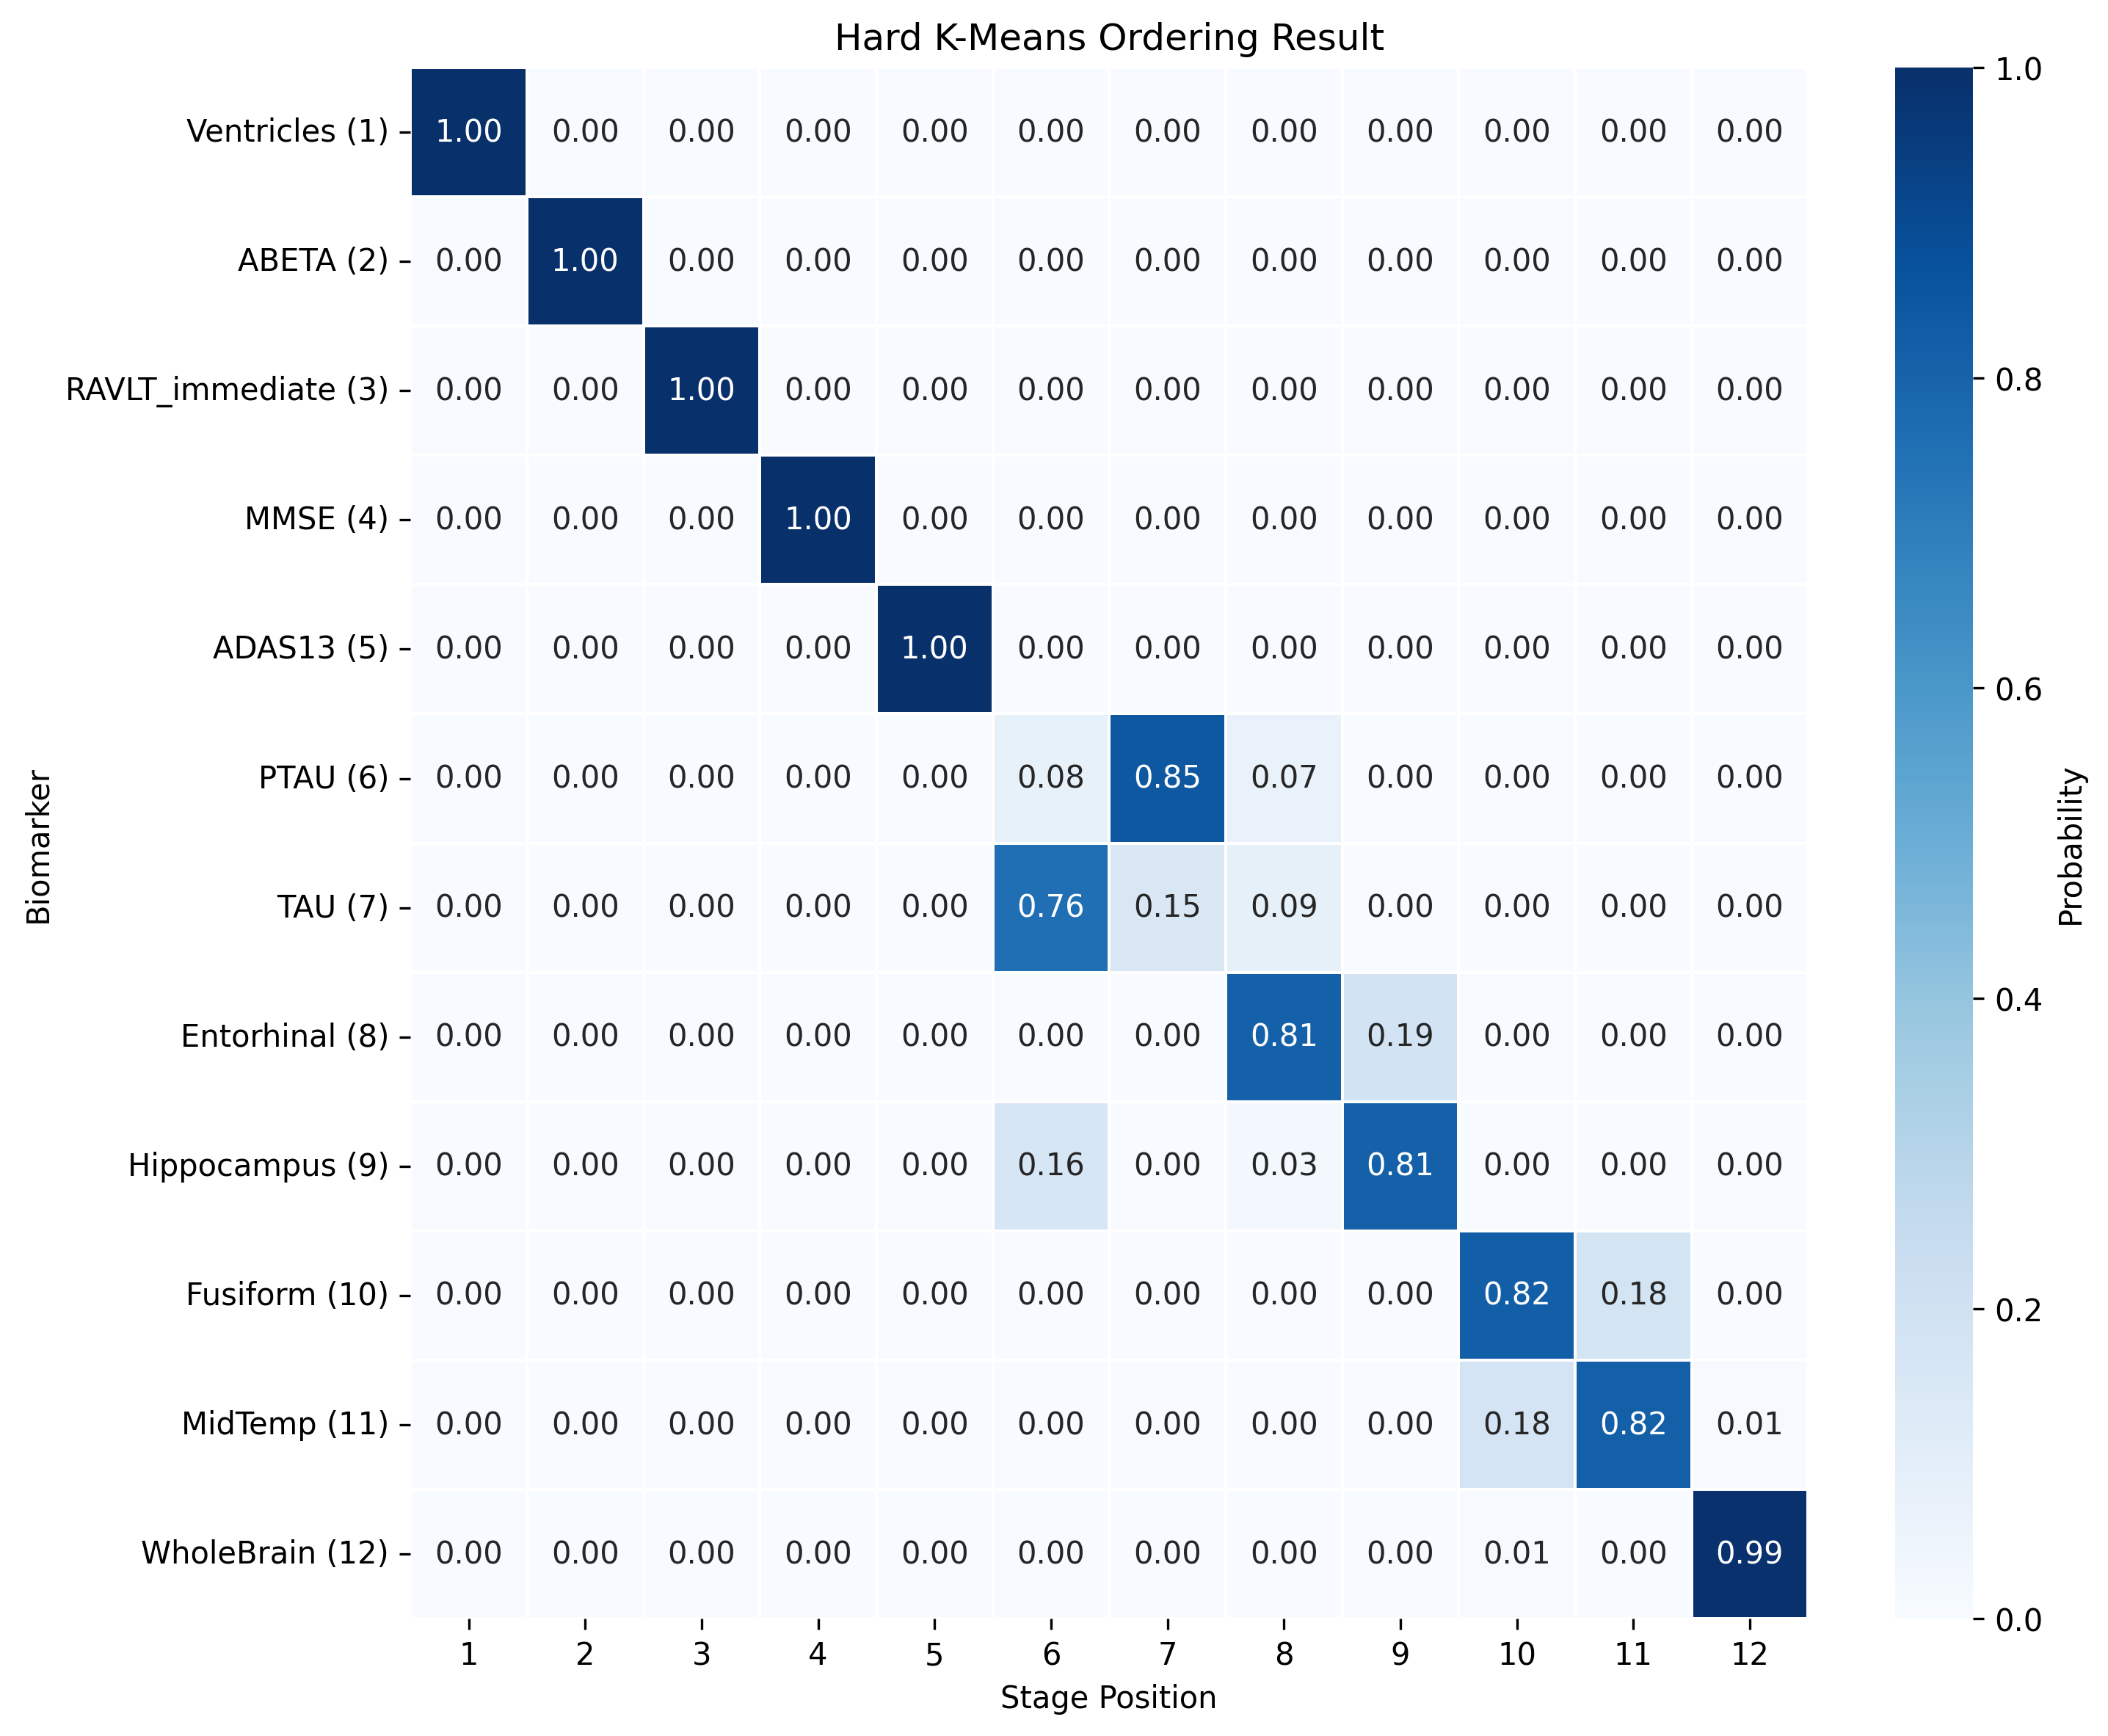 Hard K-Means Ordering Result
Ventricles (1) 1.00 0.00 0.00 0.00 0.00 0.00 0.00 0.00 0.00 0.00 0.00 0.00
ABETA (2) 0.00 1.00 0.00 0.00 0.00 0.00 0.00 0.00 0.00 0.00 0.00 0.00
RAVLT_immediate (3) 0.00 0.00 1.00 0.00 0.00 0.00 0.00 0.00 0.00 0.00 0.00 0.00
MMSE (4) 0.00 0.00 0.00 1.00 0.00 0.00 0.00 0.00 0.00 0.00 0.00 0.00
ADAS13 (5) 0.00 0.00 0.00 0.00 1.00 0.00 0.00 0.00 0.00 0.00 0.00 0.00
PTAU (6) 0.00 0.00 0.00 0.00 0.00 0.08 0.85 0.07 0.00 0.00 0.00 0.00
TAU (7) 0.00 0.00 0.00 0.00 0.00 0.76 0.15 0.09 0.00 0.00 0.00 0.00
Entorhinal (8) 0.00 0.00 0.00 0.00 0.00 0.00 0.00 0.81 0.19 0.00 0.00 0.00
Hippocampus (9) 0.00 0.00 0.00 0.00 0.00 0.16 0.00 0.03 0.81 0.00 0.00 0.00
Fusiform (10) 0.00 0.00 0.00 0.00 0.00 0.00 0.00 0.00 0.00 0.82 0.18 0.00
MidTemp (11) 0.00 0.00 0.00 0.00 0.00 0.00 0.00 0.00 0.00 0.18 0.82 0.01
WholeBrain (12) 0.00 0.00 0.00 0.00 0.00 0.00 0.00 0.00 0.00 0.01 0.00 0.99
1 2 3 4 5 6 7 8 9 10 11 12
Stage Position
Biomarker
1.0
0.8
0.6
0.4
0.2
0.0
Probability